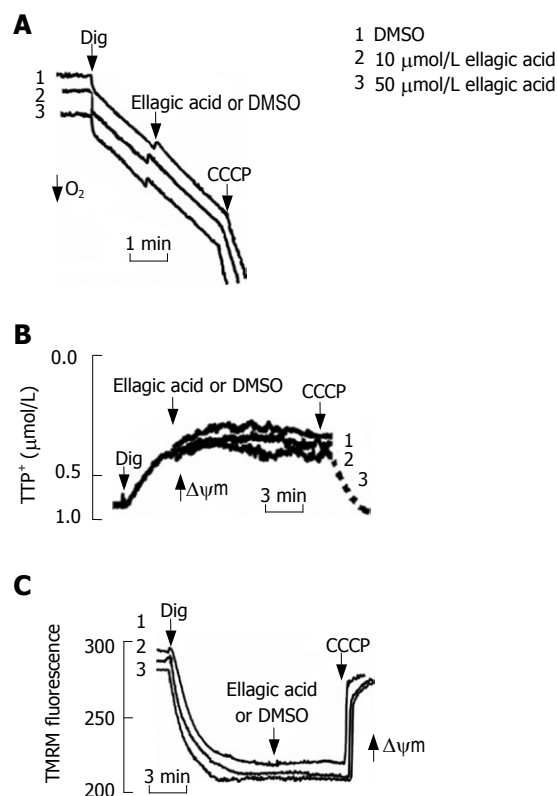 A
Dig
1 DMSO
2 10 μmol/L ellagic acid
3 50 μmol/L ellagic acid
1
2
3
Ellagic acid or DMSO
CCCP
O₂
1 min
B
0.0
Ellagic acid or DMSO
CCCP
TTP⁺ (μmol/L)
Dig
1
2
0.5
3
Δψm
3 min
1.0
C
Dig
1
300
2
CCCP
3
TMRM fluorescence
Ellagic acid
or DMSO
250
Δψm
3 min
200